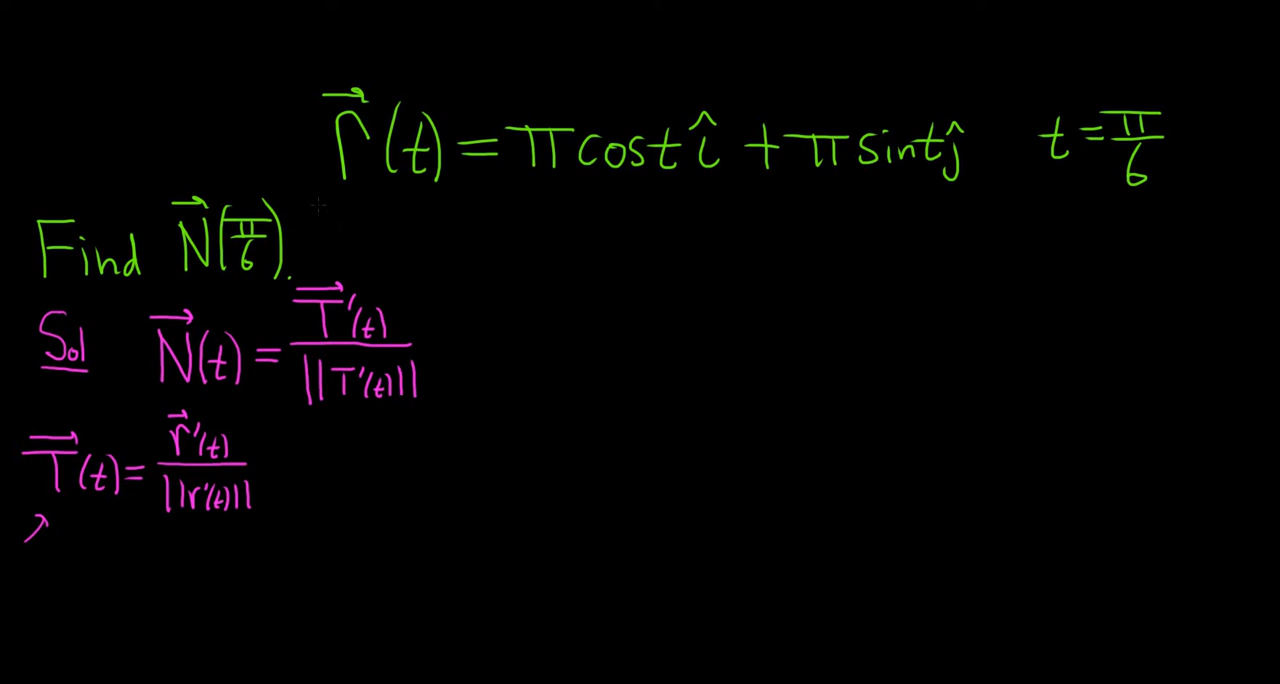 r⃗(t) = π cos t î + π sin t ĵ   t = π/6
Find N⃗(π/6).
Sol   N⃗(t) = T⃗'(t)/||T'(t)||
T⃗(t) = r⃗'(t)/||r'(t)||